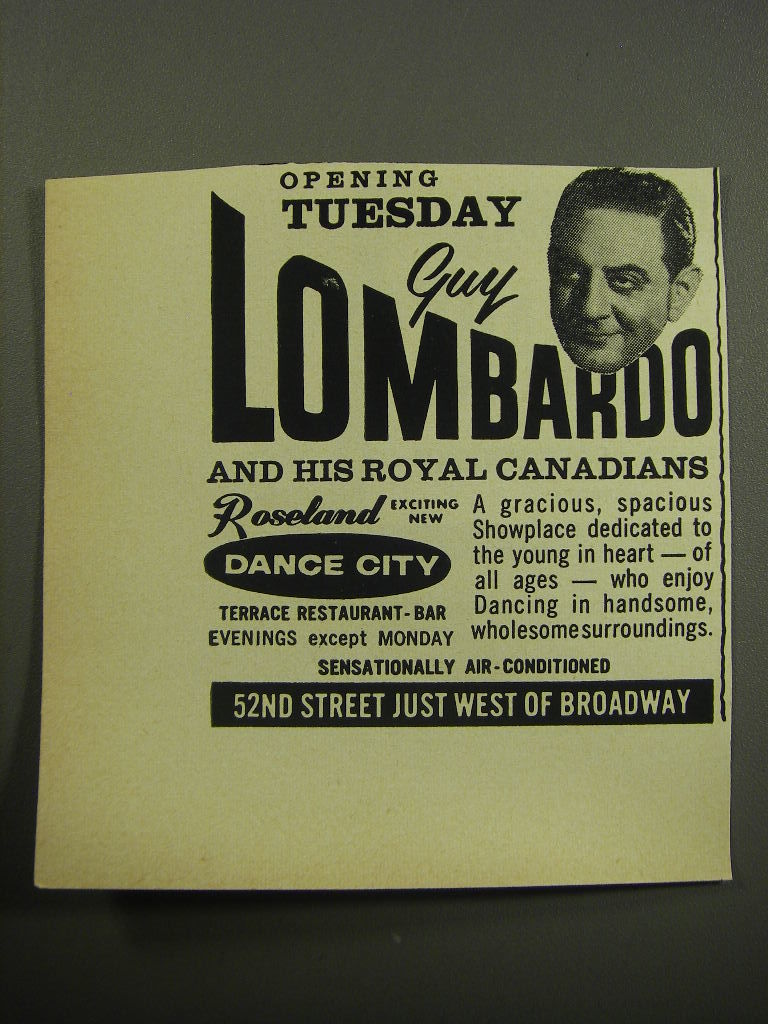 OPENING
TUESDAY
Guy
LOMBARDO
AND HIS ROYAL CANADIANS
Roseland EXCITING NEW
DANCE CITY
TERRACE RESTAURANT-BAR
EVENINGS except MONDAY
A gracious, spacious
Showplace dedicated to
the young in heart — of
all ages — who enjoy
Dancing in handsome,
wholesome surroundings.
SENSATIONALLY AIR-CONDITIONED
52ND STREET JUST WEST OF BROADWAY